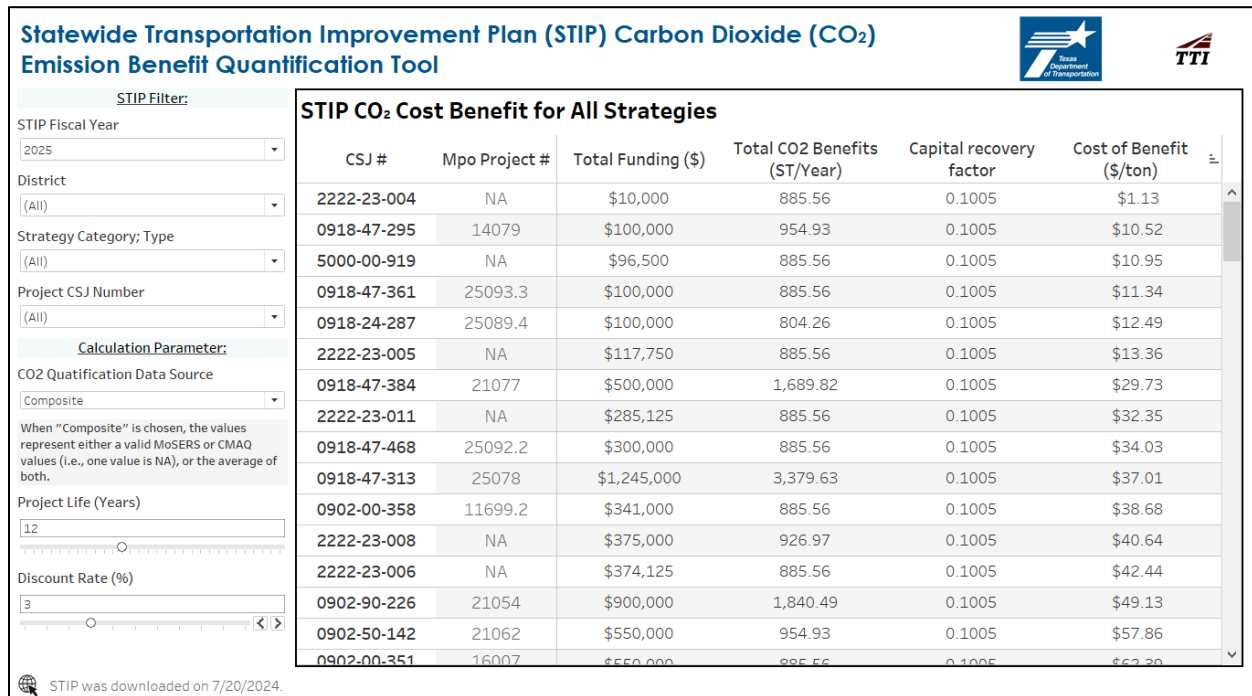 Statewide Transportation Improvement Plan (STIP) Carbon Dioxide (CO₂)
Emission Benefit Quantification Tool
Texas
Department
of Transportation
TTI
STIP Filter:
STIP Fiscal Year
2025
District
(All)
Strategy Category; Type
(All)
Project CSJ Number
(All)
Calculation Parameter:
CO2 Quatification Data Source
Composite
When "Composite" is chosen, the values
represent either a valid MoSERS or CMAQ
values (i.e., one value is NA), or the average of
both.
Project Life (Years)
12
Discount Rate (%)
3
STIP was downloaded on 7/20/2024.
STIP CO₂ Cost Benefit for All Strategies
CSJ # Mpo Project # Total Funding ($) Total CO2 Benefits (ST/Year) Capital recovery factor Cost of Benefit ($/ton)
2222-23-004 NA $10,000 885.56 0.1005 $1.13
0918-47-295 14079 $100,000 954.93 0.1005 $10.52
5000-00-919 NA $96,500 885.56 0.1005 $10.95
0918-47-361 25093.3 $100,000 885.56 0.1005 $11.34
0918-24-287 25089.4 $100,000 804.26 0.1005 $12.49
2222-23-005 NA $117,750 885.56 0.1005 $13.36
0918-47-384 21077 $500,000 1,689.82 0.1005 $29.73
2222-23-011 NA $285,125 885.56 0.1005 $32.35
0918-47-468 25092.2 $300,000 885.56 0.1005 $34.03
0918-47-313 25078 $1,245,000 3,379.63 0.1005 $37.01
0902-00-358 11699.2 $341,000 885.56 0.1005 $38.68
2222-23-008 NA $375,000 926.97 0.1005 $40.64
2222-23-006 NA $374,125 885.56 0.1005 $42.44
0902-90-226 21054 $900,000 1,840.49 0.1005 $49.13
0902-50-142 21062 $550,000 954.93 0.1005 $57.86
0902-00-351 16007 $550,000 885.56 0.1005 $62.39